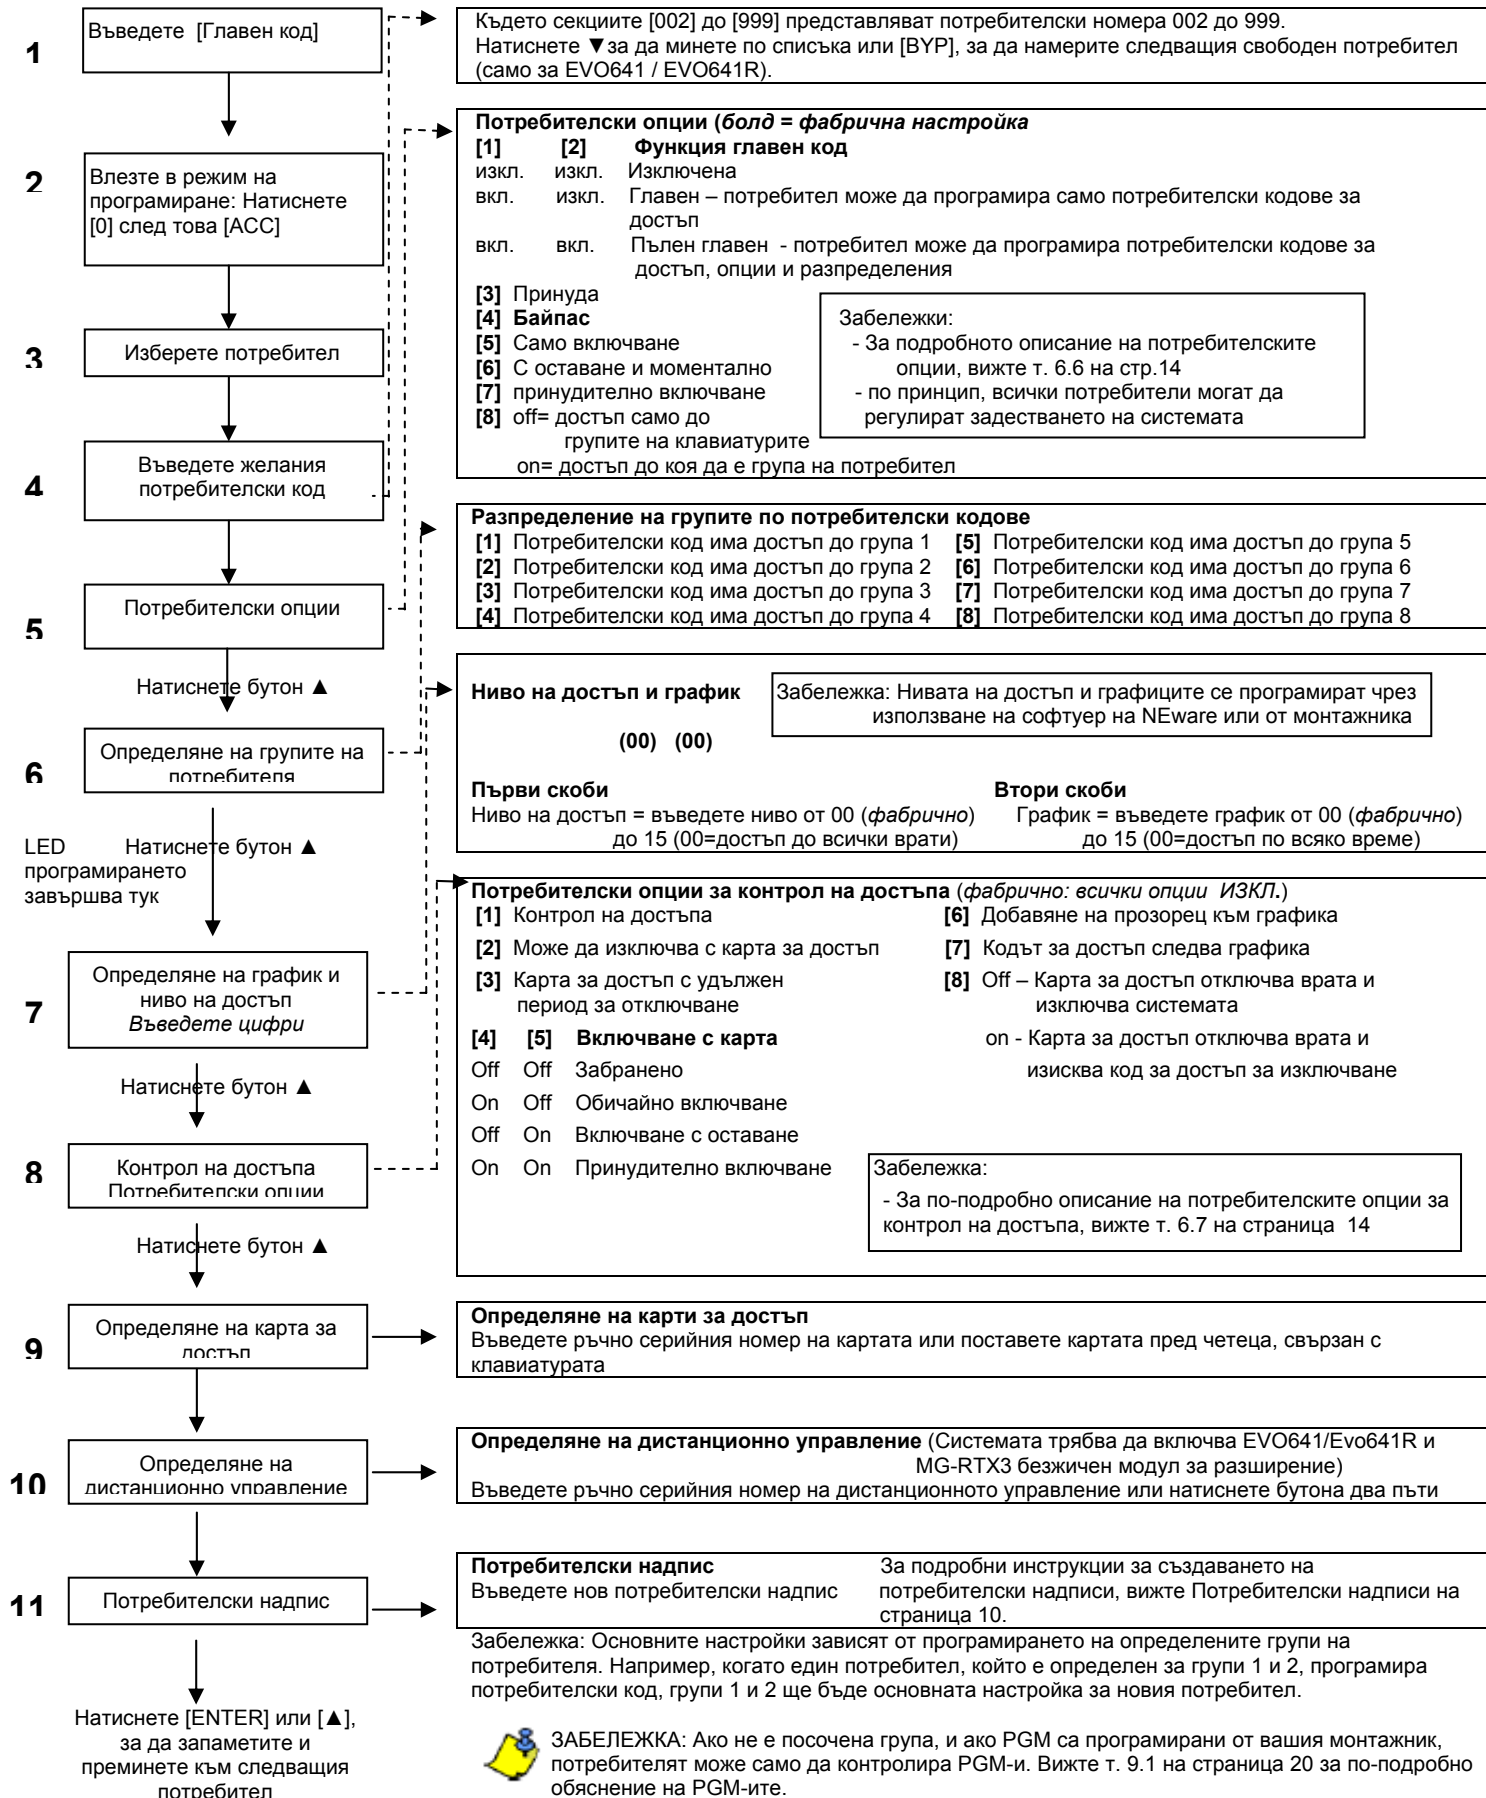 1
Въведете [Главен код]
2
Влезте в режим на
програмиране: Натиснете
[0] след това [ACC]
3
Изберете потребител
4
Въведете желания
потребителски код
5
Потребителски опции
Натиснете бутон ▲
6
Определяне на групите на
потребителя
LED
програмирането
завършва тук
Натиснете бутон ▲
7
Определяне на график и
ниво на достъп
Въведете цифри
Натиснете бутон ▲
8
Контрол на достъпа
Потребителски опции
Натиснете бутон ▲
9
Определяне на карта за
достъп
10
Определяне на
дистанционно управление
11
Потребителски надпис
Натиснете [ENTER] или [▲],
за да запаметите и
преминете към следващия
потребител
Където секциите [002] до [999] представляват потребителски номера 002 до 999.
Натиснете ▼за да минете по списъка или [BYP], за да намерите следващия свободен потребител
(само за EVO641 / EVO641R).
Потребителски опции (болд = фабрична настройка
[1] [2] Функция главен код
изкл. изкл. Изключена
вкл. изкл. Главен – потребител може да програмира само потребителски кодове за
достъп
вкл. вкл. Пълен главен - потребител може да програмира потребителски кодове за
достъп, опции и разпределения
[3] Принуда
[4] Байпас
[5] Само включване
[6] С оставане и моментално
[7] принудително включване
[8] off= достъп само до
групите на клавиатурите
on= достъп до коя да е група на потребител
Забележки:
- За подробното описание на потребителските
опции, вижте т. 6.6 на стр.14
- по принцип, всички потребители могат да
регулират задестването на системата
Разпределение на групите по потребителски кодове
[1] Потребителски код има достъп до група 1 [5] Потребителски код има достъп до група 5
[2] Потребителски код има достъп до група 2 [6] Потребителски код има достъп до група 6
[3] Потребителски код има достъп до група 3 [7] Потребителски код има достъп до група 7
[4] Потребителски код има достъп до група 4 [8] Потребителски код има достъп до група 8
Ниво на достъп и график
Забележка: Нивата на достъп и графиците се програмират чрез
използване на софтуер на NEware или от монтажника
(00) (00)
Първи скоби Втори скоби
Ниво на достъп = въведете ниво от 00 (фабрично) График = въведете график от 00 (фабрично)
до 15 (00=достъп до всички врати) до 15 (00=достъп по всяко време)
Потребителски опции за контрол на достъпа (фабрично: всички опции ИЗКЛ.)
[1] Контрол на достъпа [6] Добавяне на прозорец към графика
[2] Може да изключва с карта за достъп [7] Кодът за достъп следва графика
[3] Карта за достъп с удължен [8] Off – Карта за достъп отключва врата и
период за отключване изключва системата
[4] [5] Включване с карта on - Карта за достъп отключва врата и
Off Off Забранено изисква код за достъп за изключване
On Off Обичайно включване
Off On Включване с оставане
On On Принудително включване
Забележка:
- За по-подробно описание на потребителските опции за
контрол на достъпа, вижте т. 6.7 на страница 14
Определяне на карти за достъп
Въведете ръчно серийния номер на картата или поставете картата пред четеца, свързан с
клавиатурата
Определяне на дистанционно управление (Системата трябва да включва EVO641/Evo641R и
MG-RTX3 безжичен модул за разширение)
Въведете ръчно серийния номер на дистанционното управление или натиснете бутона два пъти
Потребителски надпис
Въведете нов потребителски надпис
За подробни инструкции за създаването на
потребителски надписи, вижте Потребителски надписи на
страница 10.
Забележка: Основните настройки зависят от програмирането на определените групи на
потребителя. Например, когато един потребител, който е определен за групи 1 и 2, програмира
потребителски код, групи 1 и 2 ще бъде основната настройка за новия потребител.
ЗАБЕЛЕЖКА: Ако не е посочена група, и ако PGM са програмирани от вашия монтажник,
потребителят може само да контролира PGM-и. Вижте т. 9.1 на страница 20 за по-подробно
обяснение на PGM-ите.